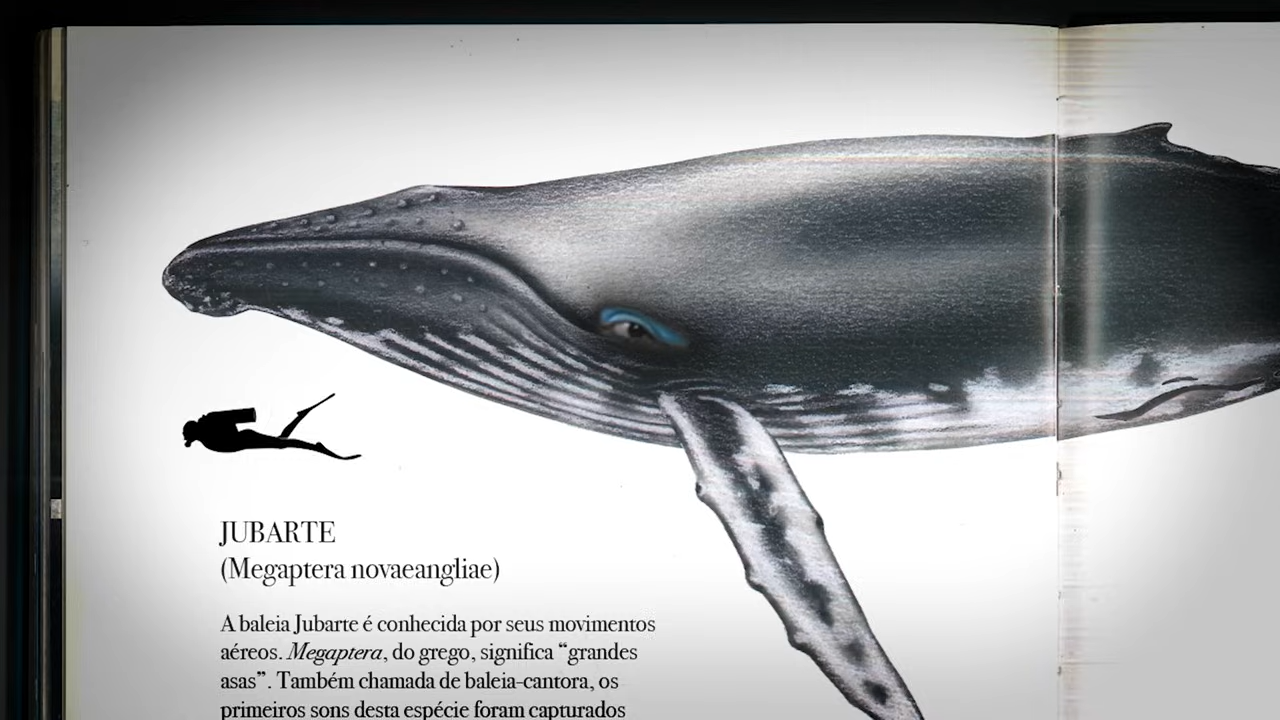 JUBARTE
(Megaptera novaeangliae)
A baleia Jubarte é conhecida por seus movimentos
aéreos. Megaptera, do grego, significa “grandes
asas”. Também chamada de baleia-cantora, os
primeiros sons desta espécie foram capturados